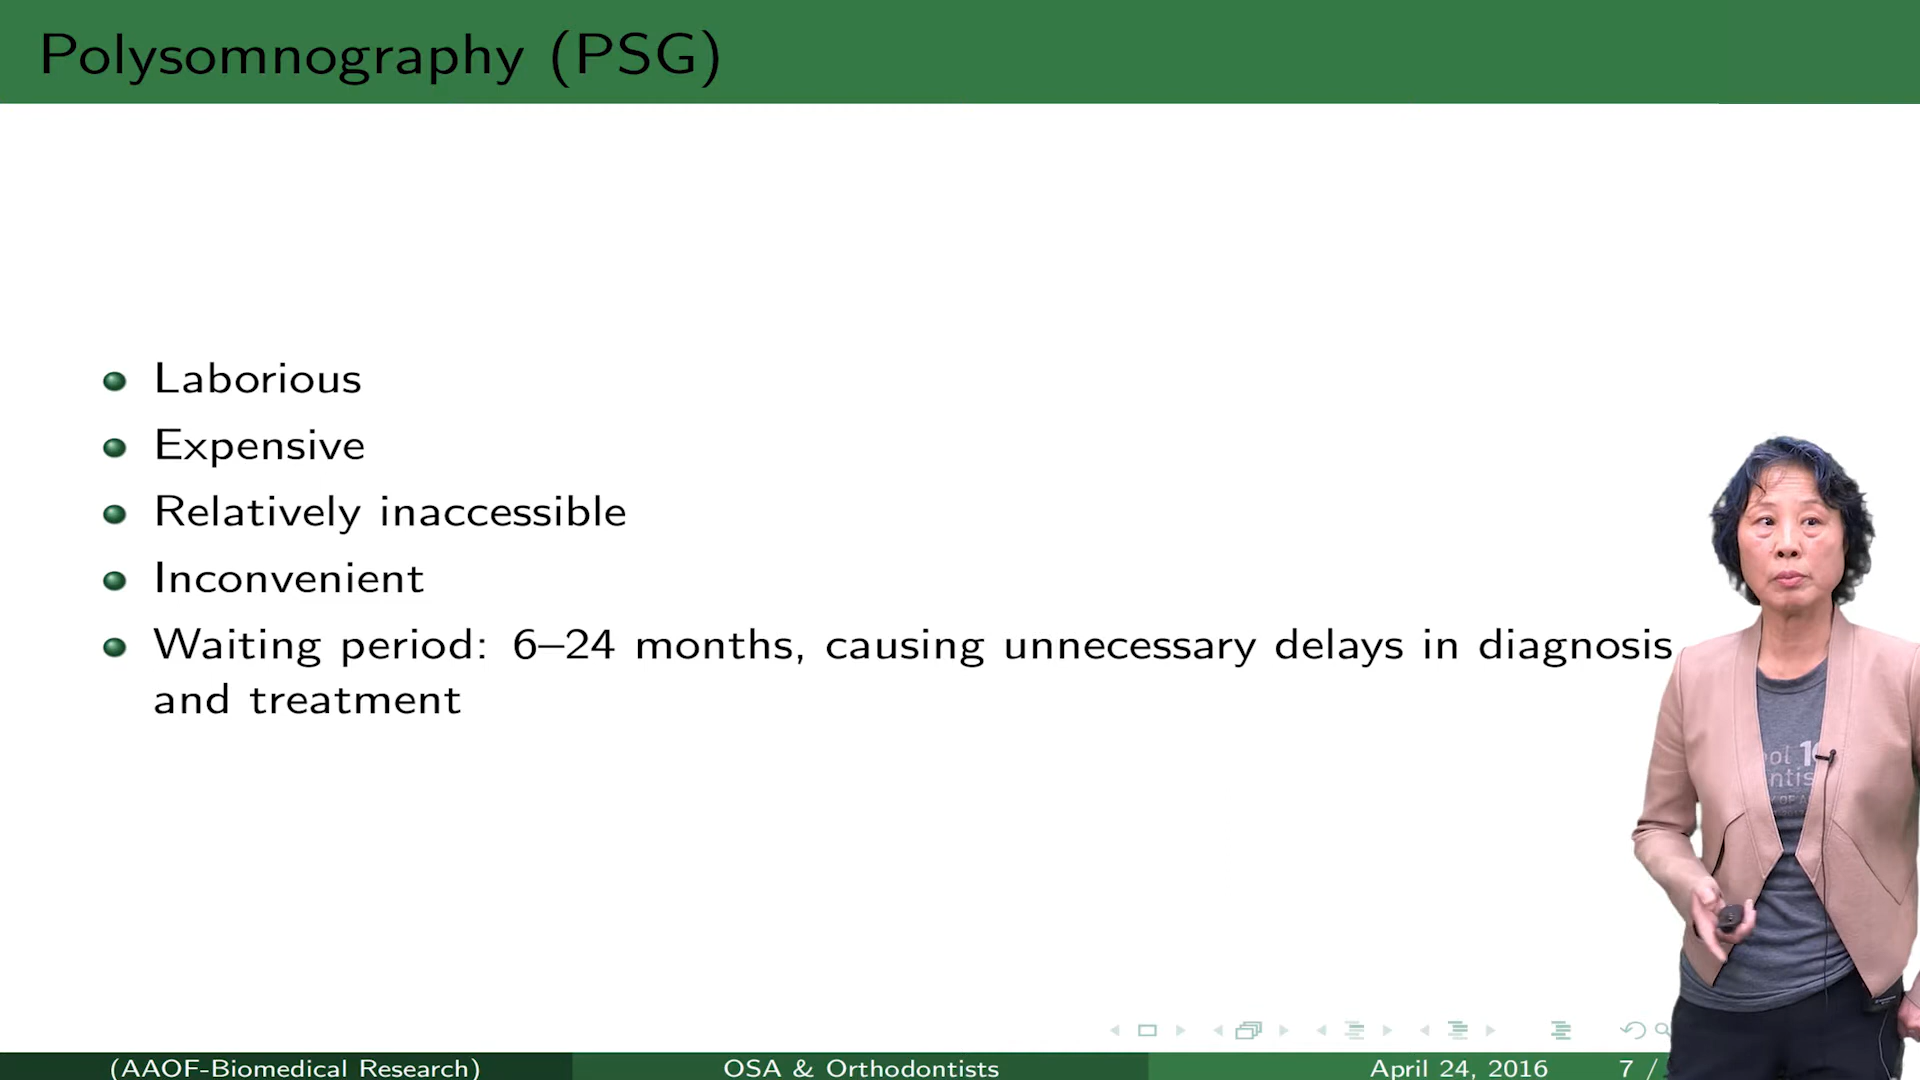 Polysomnography (PSG)
Laborious
Expensive
Relatively inaccessible
Inconvenient
Waiting period: 6–24 months, causing unnecessary delays in diagnosis
and treatment
(AAOF-Biomedical Research)
OSA & Orthodontists
April 24, 2016
7 /